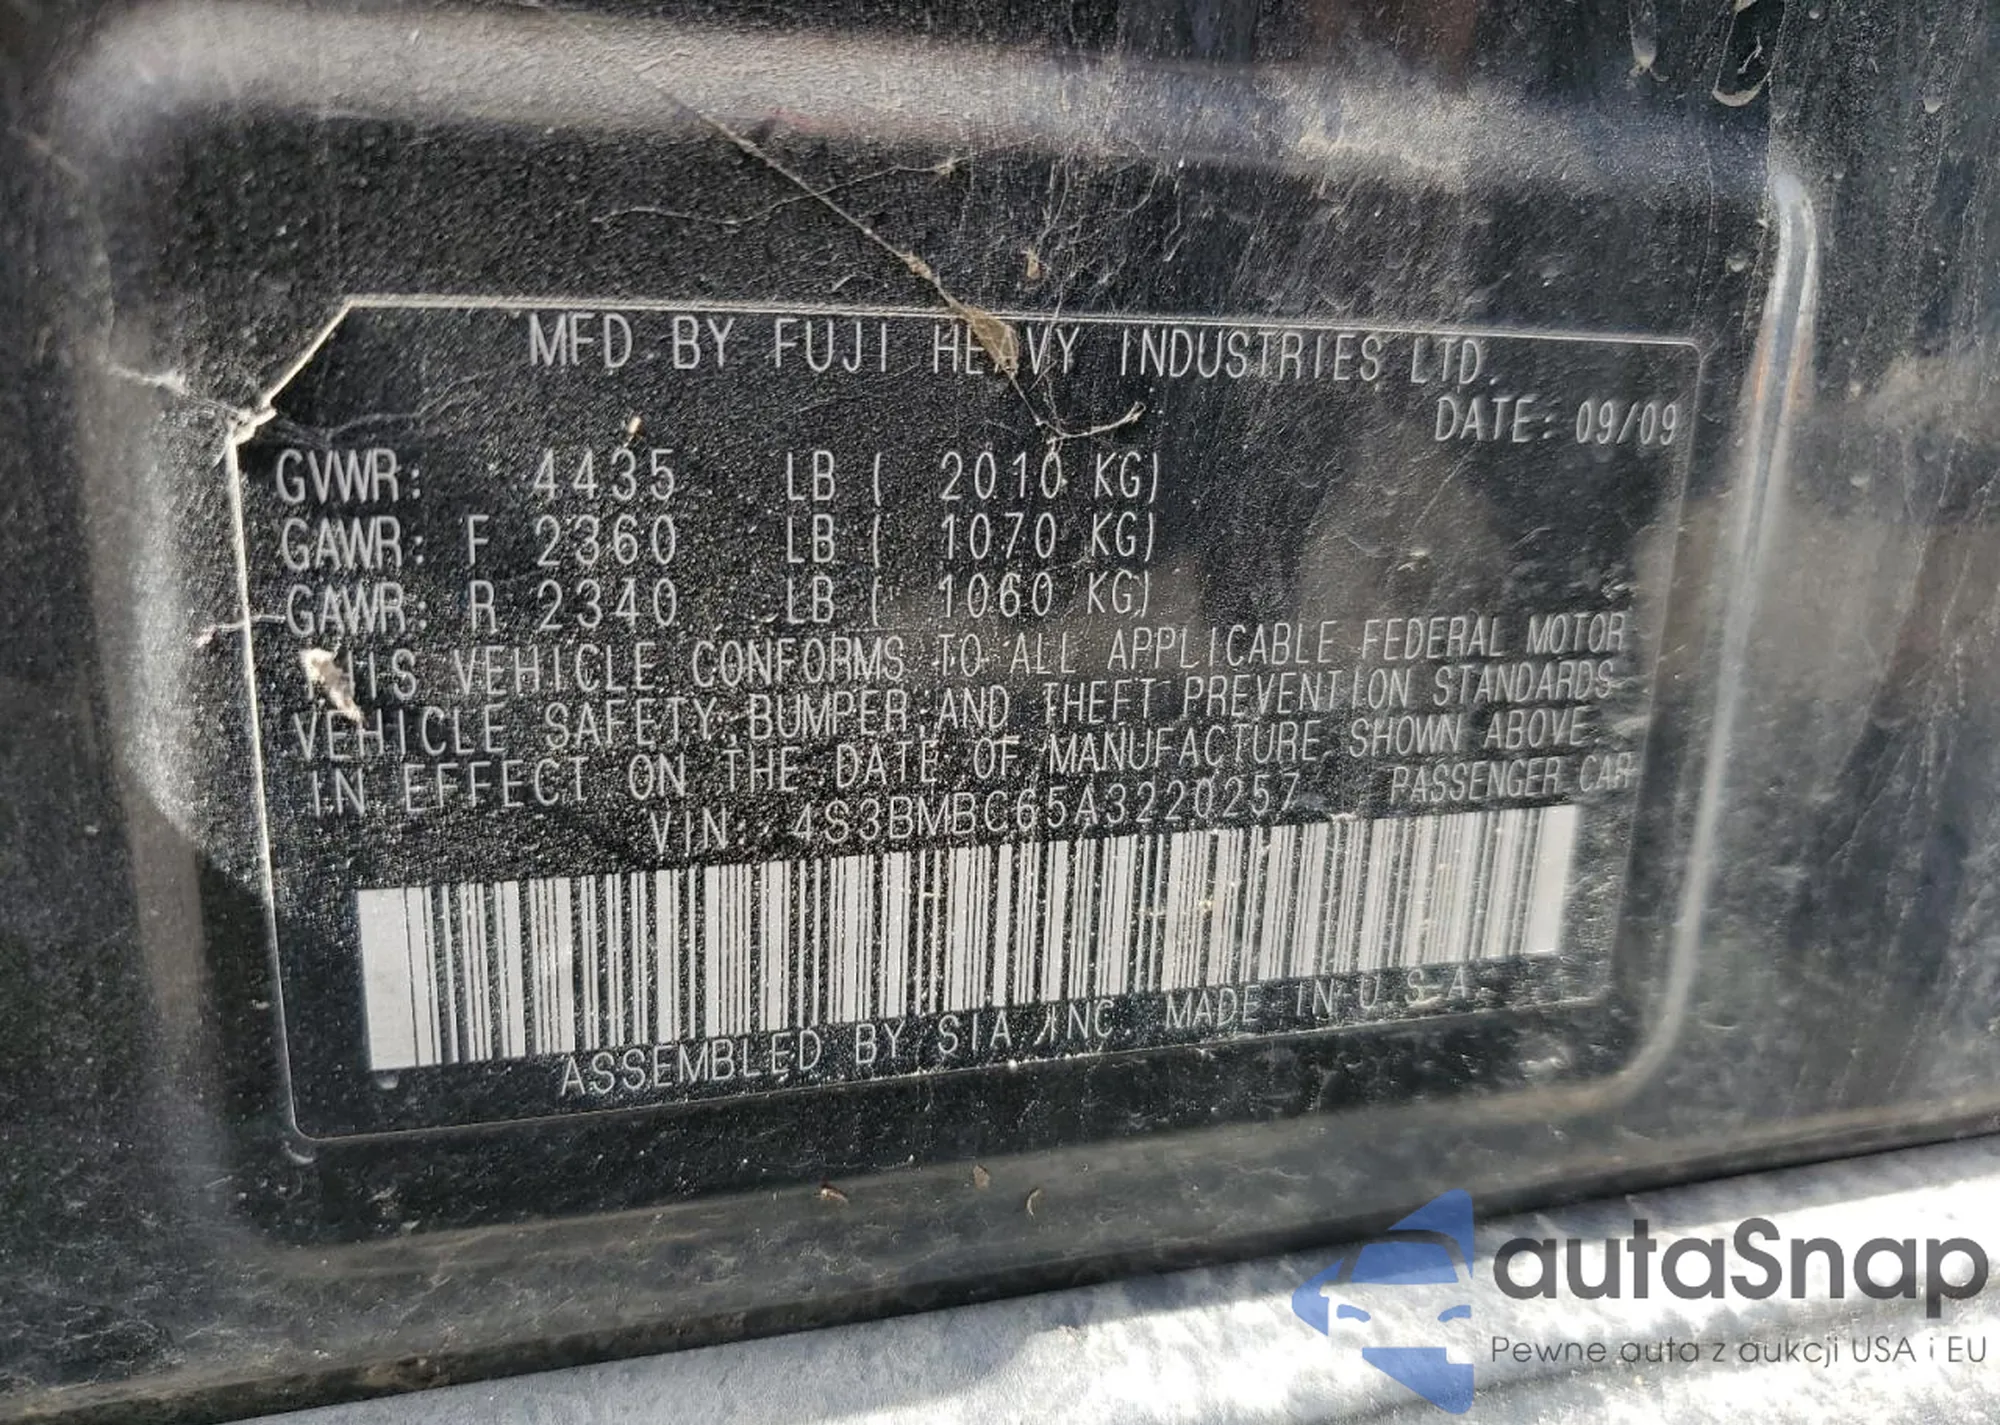 MFD BY FUJI HEAVY INDUSTRIES LTD.
DATE: 09/09
GVWR: 4435 LB ( 2010 KG)
GAWR: F 2360 LB ( 1070 KG)
GAWR: R 2340 LB ( 1060 KG)
THIS VEHICLE CONFORMS TO ALL APPLICABLE FEDERAL MOTOR
VEHICLE SAFETY, BUMPER, AND THEFT PREVENTION STANDARDS
IN EFFECT ON THE DATE OF MANUFACTURE SHOWN ABOVE
VIN: 4S3BMBC65A3220257 PASSENGER CAR
ASSEMBLED BY SIA INC. MADE IN U.S.A.
autaSnap
Pewne auta z aukcji USA i EU